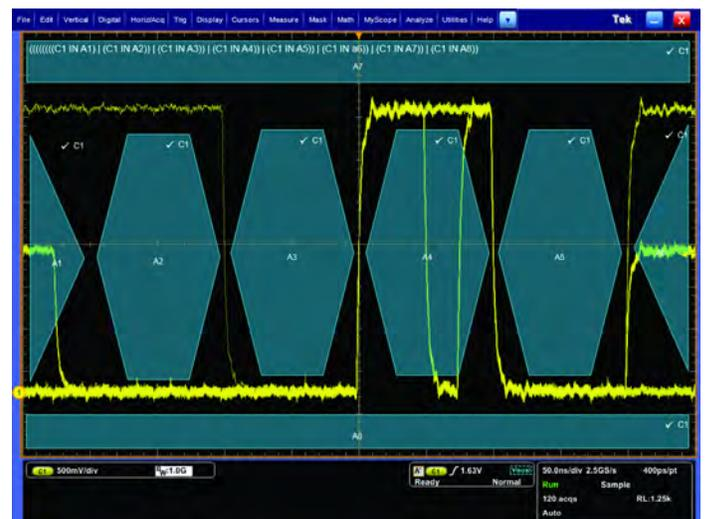 File Edit Vertical Digital Horiz/Acq Trig Display Cursors Measure Mask Math MyScope Analyze Utilities Help Tek X
((((((((C1 IN A1) | (C1 IN A2)) | (C1 IN A3)) | (C1 IN A4)) | (C1 IN A5)) | (C1 IN a6)) | (C1 IN A7)) | (C1 IN A8))
✓ C1
A7
✓ C1 ✓ C1 ✓ C1 ✓ C1 ✓ C1 ✓ C1
A1 A2 A3 A4 A5
1
✓ C1
A8
C1 500mV/div BW:1.0G
A' C1 ∫ 1.63V Visual
Ready Normal
50.0ns/div 2.5GS/s 400ps/pt
Run Sample
120 acqs RL:1.25k
Auto